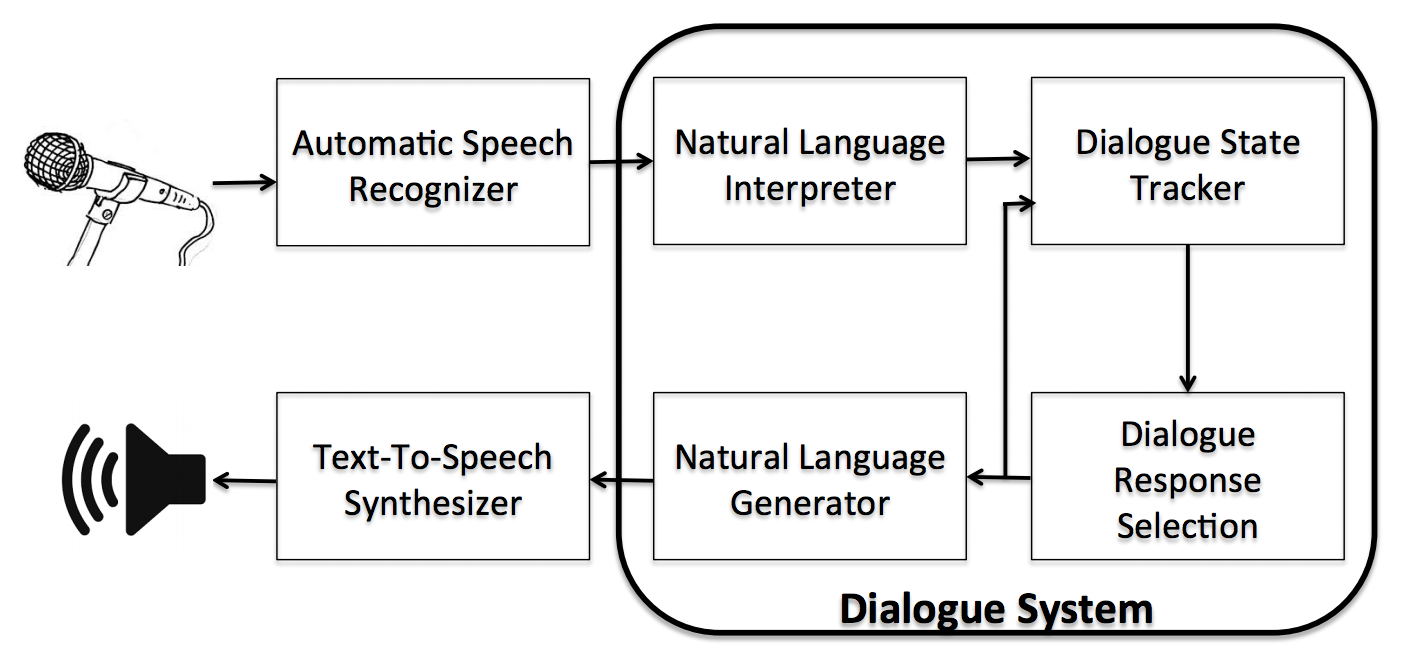 Automatic Speech
Recognizer
Natural Language
Interpreter
Dialogue State
Tracker
Text-To-Speech
Synthesizer
Natural Language
Generator
Dialogue
Response
Selection
Dialogue System